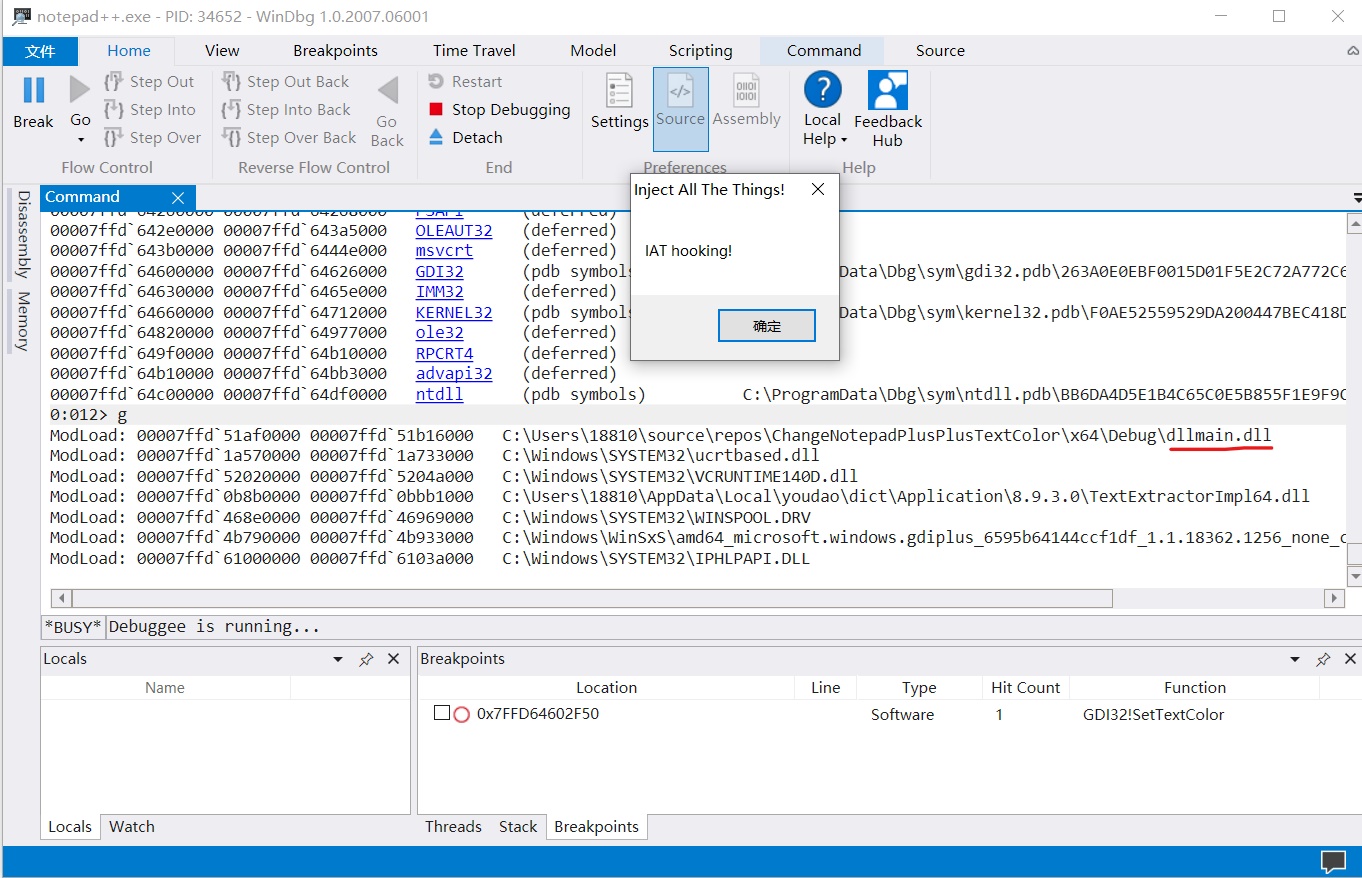 notepad++.exe - PID: 34652 - WinDbg 1.0.2007.06001
文件 Home View Breakpoints Time Travel Model Scripting Command Source
Break
Go
Step Out
Step Into
Step Over
Flow Control
Step Out Back
Step Into Back
Step Over Back
Go Back
Reverse Flow Control
Restart
Stop Debugging
Detach
End
Settings
Source
Assembly
Preferences
Local Help
Feedback Hub
Help
Disassembly
Memory
Command
00007ffd`64260000 00007ffd`64268000 PSAPI (deferred)
00007ffd`642e0000 00007ffd`643a5000 OLEAUT32 (deferred)
00007ffd`643b0000 00007ffd`6444e000 msvcrt (deferred)
00007ffd`64600000 00007ffd`64626000 GDI32 (pdb symbols Data\Dbg\sym\gdi32.pdb\263A0E0EBF0015D01F5E2C72A772C6
00007ffd`64630000 00007ffd`6465e000 IMM32 (deferred)
00007ffd`64660000 00007ffd`64712000 KERNEL32 (pdb symbols Data\Dbg\sym\kernel32.pdb\F0AE52559529DA200447BEC418D
00007ffd`64820000 00007ffd`64977000 ole32 (deferred)
00007ffd`649f0000 00007ffd`64b10000 RPCRT4 (deferred)
00007ffd`64b10000 00007ffd`64bb3000 advapi32 (deferred)
00007ffd`64c00000 00007ffd`64df0000 ntdll (pdb symbols) C:\ProgramData\Dbg\sym\ntdll.pdb\BB6DA4D5E1B4C65C0E5B855F1E9F9C
0:012> g
ModLoad: 00007ffd`51af0000 00007ffd`51b16000 C:\Users\18810\source\repos\ChangeNotepadPlusPlusTextColor\x64\Debug\dllmain.dll
ModLoad: 00007ffd`1a570000 00007ffd`1a733000 C:\Windows\SYSTEM32\ucrtbased.dll
ModLoad: 00007ffd`52020000 00007ffd`5204a000 C:\Windows\SYSTEM32\VCRUNTIME140D.dll
ModLoad: 00007ffd`0b8b0000 00007ffd`0bbb1000 C:\Users\18810\AppData\Local\youdao\dict\Application\8.9.3.0\TextExtractorImpl64.dll
ModLoad: 00007ffd`468e0000 00007ffd`46969000 C:\Windows\SYSTEM32\WINSPOOL.DRV
ModLoad: 00007ffd`4b790000 00007ffd`4b933000 C:\Windows\WinSxS\amd64_microsoft.windows.gdiplus_6595b64144ccf1df_1.1.18362.1256_none_c
ModLoad: 00007ffd`61000000 00007ffd`6103a000 C:\Windows\SYSTEM32\IPHLPAPI.DLL
Inject All The Things!
IAT hooking!
确定
*BUSY* Debuggee is running...
Locals
Name
Locals Watch
Breakpoints
Location Line Type Hit Count Function
0x7FFD64602F50 Software 1 GDI32!SetTextColor
Threads Stack Breakpoints